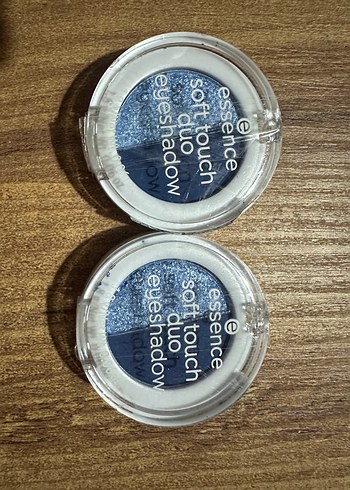 essence
soft touch
duo
eyeshadow
essence
soft touch
duo
eyeshadow